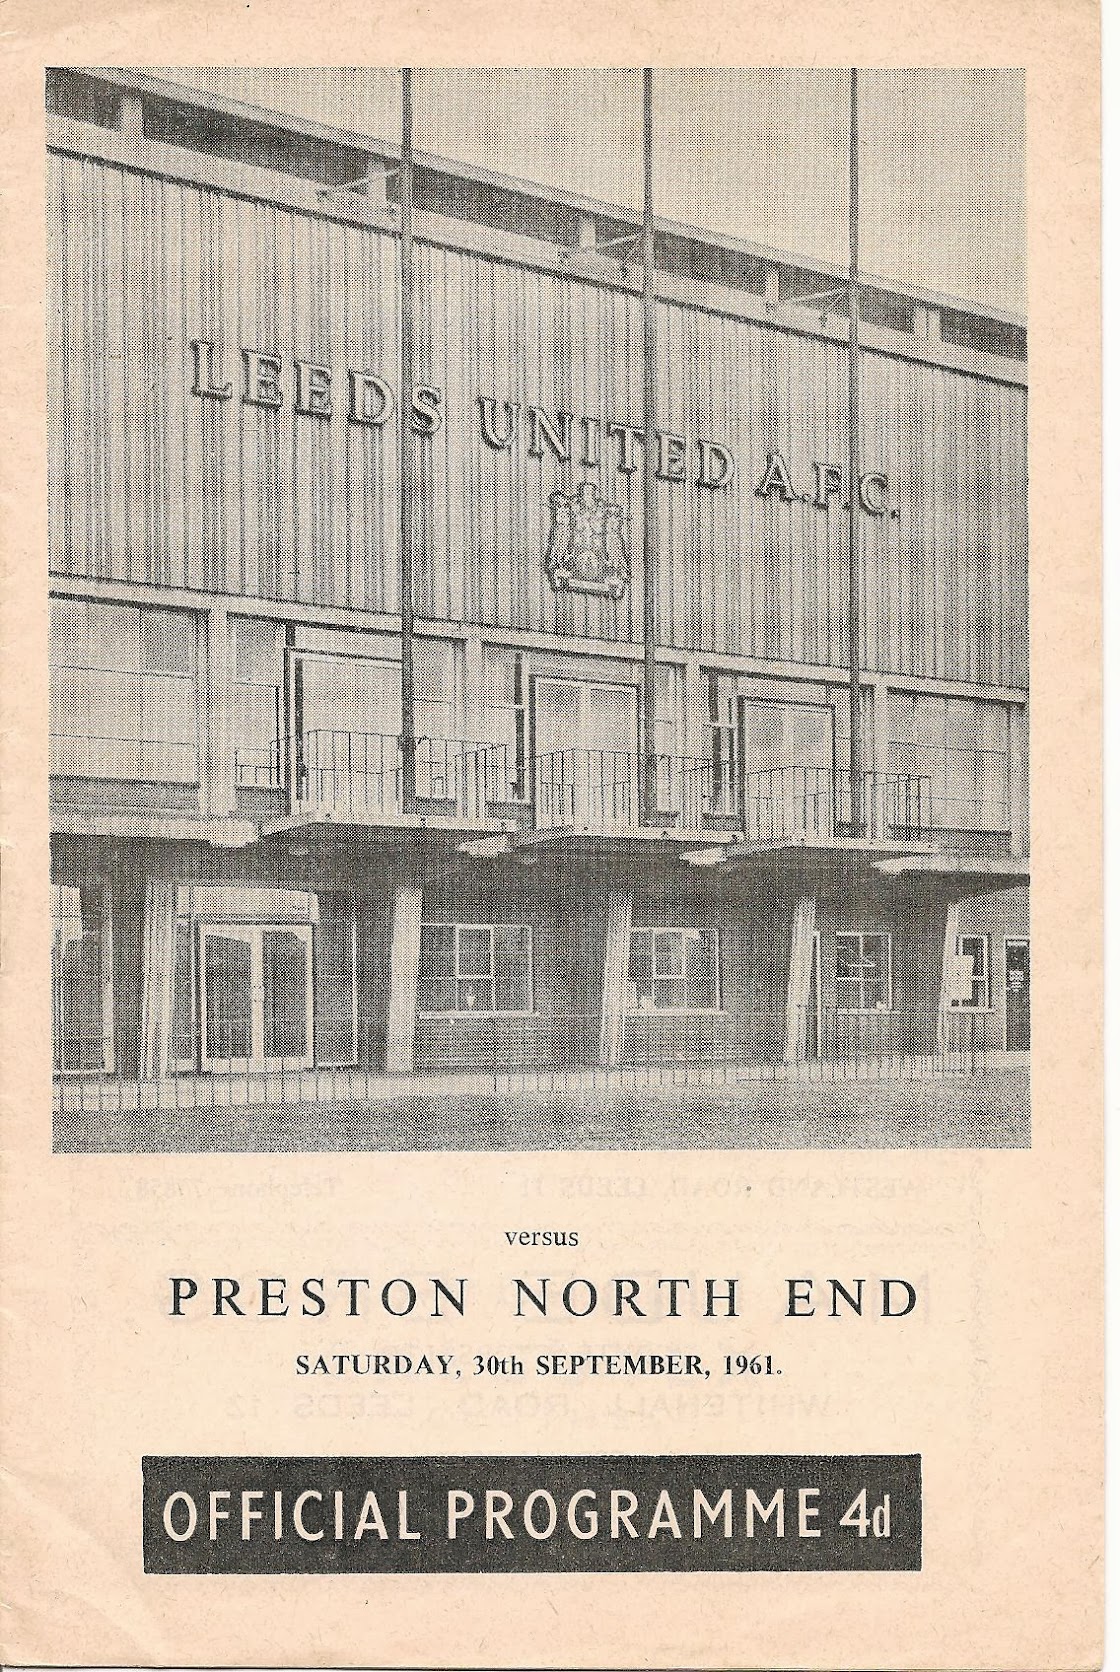 LEEDS UNITED A.F.C.
versus
PRESTON NORTH END
SATURDAY, 30th SEPTEMBER, 1961.
OFFICIAL PROGRAMME 4d